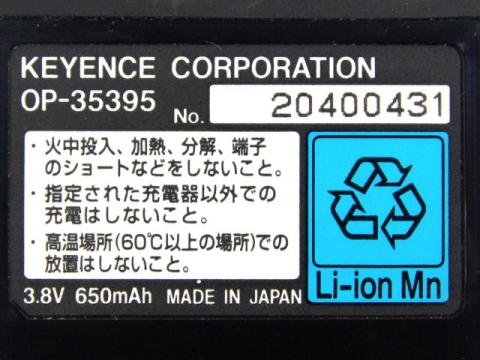 KEYENCE CORPORATION
OP-35395 No. 20400431
・火中投入、加熱、分解、端子
のショートなどをしないこと。
・指定された充電器以外での
充電はしないこと。
・高温場所(60℃以上の場所)での
放置はしないこと。
Li-ion Mn
3.8V 650mAh MADE IN JAPAN